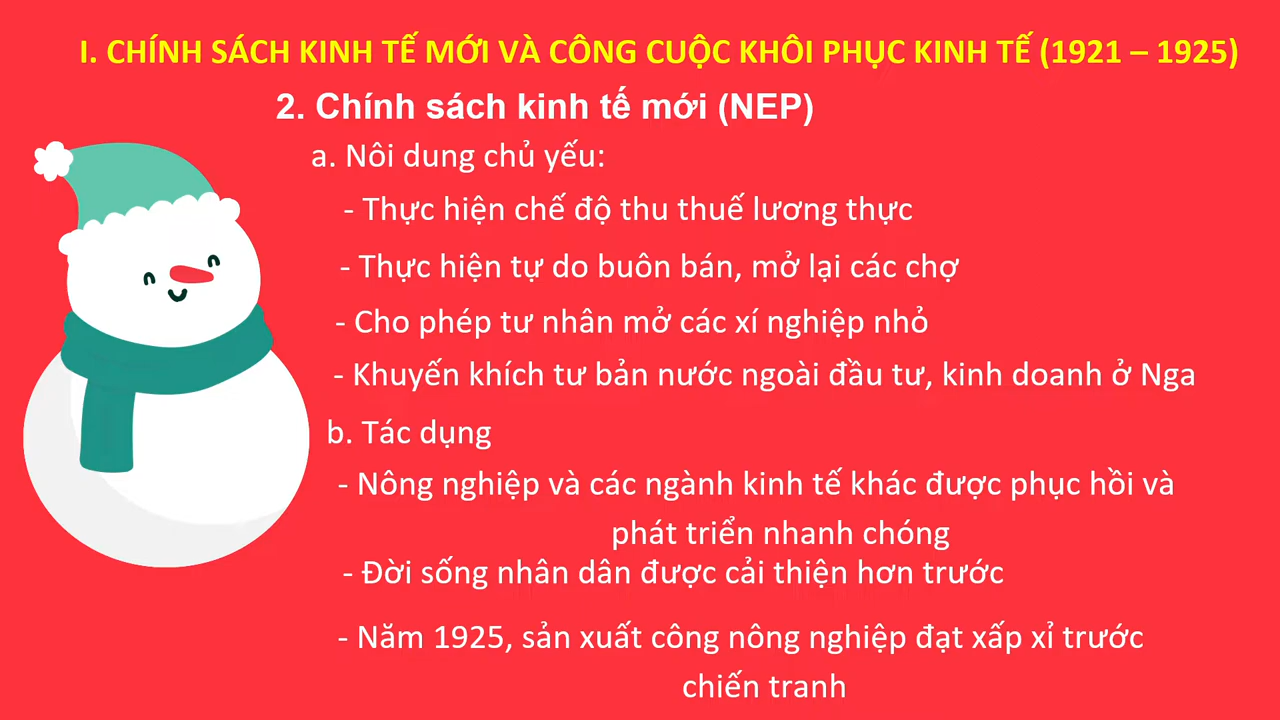 I. CHÍNH SÁCH KINH TẾ MỚI VÀ CÔNG CUỘC KHÔI PHỤC KINH TẾ (1921 – 1925)
2. Chính sách kinh tế mới (NEP)
a. Nôi dung chủ yếu:
- Thực hiện chế độ thu thuế lương thực
- Thực hiện tự do buôn bán, mở lại các chợ
- Cho phép tư nhân mở các xí nghiệp nhỏ
- Khuyến khích tư bản nước ngoài đầu tư, kinh doanh ở Nga
b. Tác dụng
- Nông nghiệp và các ngành kinh tế khác được phục hồi và
phát triển nhanh chóng
- Đời sống nhân dân được cải thiện hơn trước
- Năm 1925, sản xuất công nông nghiệp đạt xấp xỉ trước
chiến tranh